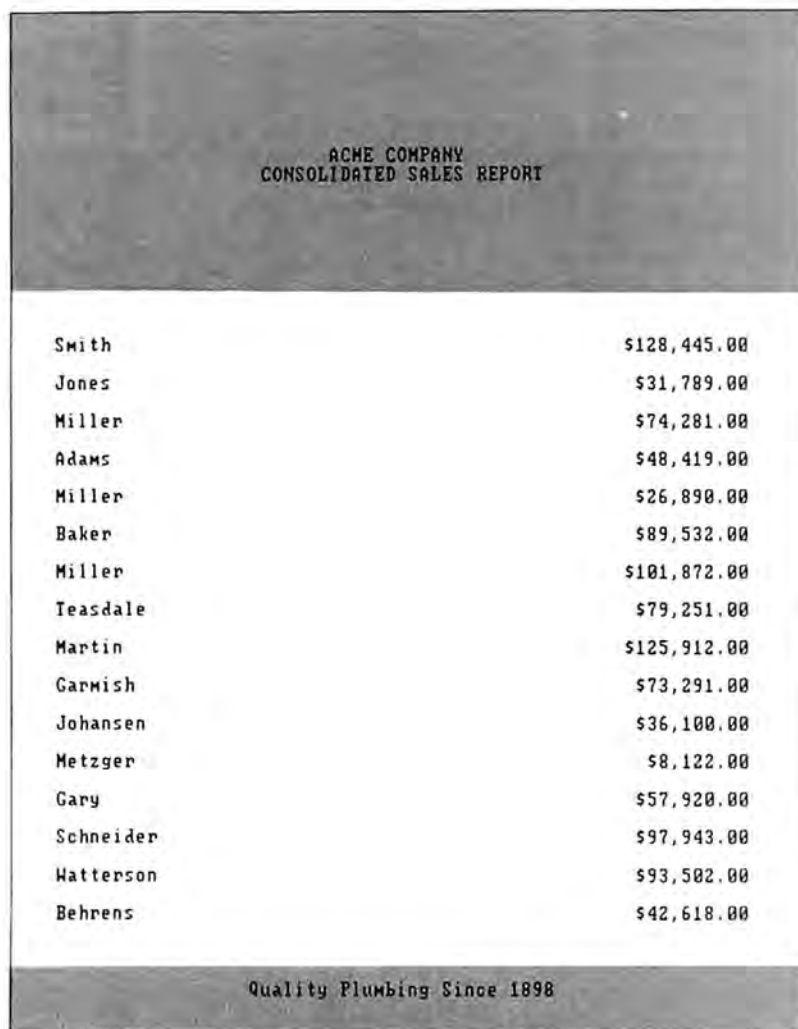 ACME COMPANY
CONSOLIDATED SALES REPORT
Smith $128,445.00
Jones $31,789.00
Miller $74,281.00
Adams $48,419.00
Miller $26,890.00
Baker $89,532.00
Miller $101,872.00
Teasdale $79,251.00
Martin $125,912.00
Garmish $73,291.00
Johansen $36,100.00
Metzger $8,122.00
Gary $57,920.00
Schneider $97,943.00
Watterson $93,502.00
Behrens $42,618.00
Quality Plumbing Since 1898